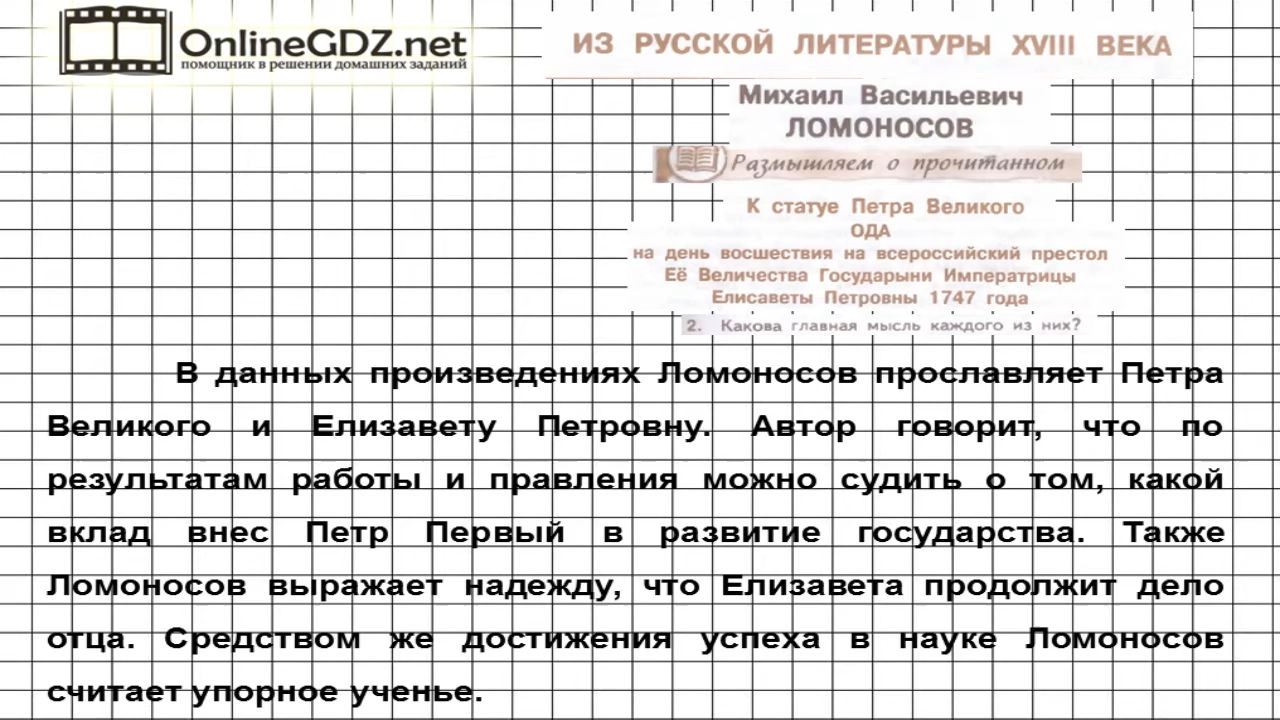 OnlineGDZ.net
помощник в решении домашних заданий
ИЗ РУССКОЙ ЛИТЕРАТУРЫ XVIII ВЕКА
Михаил Васильевич
ЛОМОНОСОВ
Размышляем о прочитанном
К статуе Петра Великого
ОДА
на день восшествия на всероссийский престол
Её Величества Государыни Императрицы
Елисаветы Петровны 1747 года
2. Какова главная мысль каждого из них?
В данных произведениях Ломоносов прославляет Петра
Великого и Елизавету Петровну. Автор говорит, что по
результатам работы и правления можно судить о том, какой
вклад внес Петр Первый в развитие государства. Также
Ломоносов выражает надежду, что Елизавета продолжит дело
отца. Средством же достижения успеха в науке Ломоносов
считает упорное ученье.